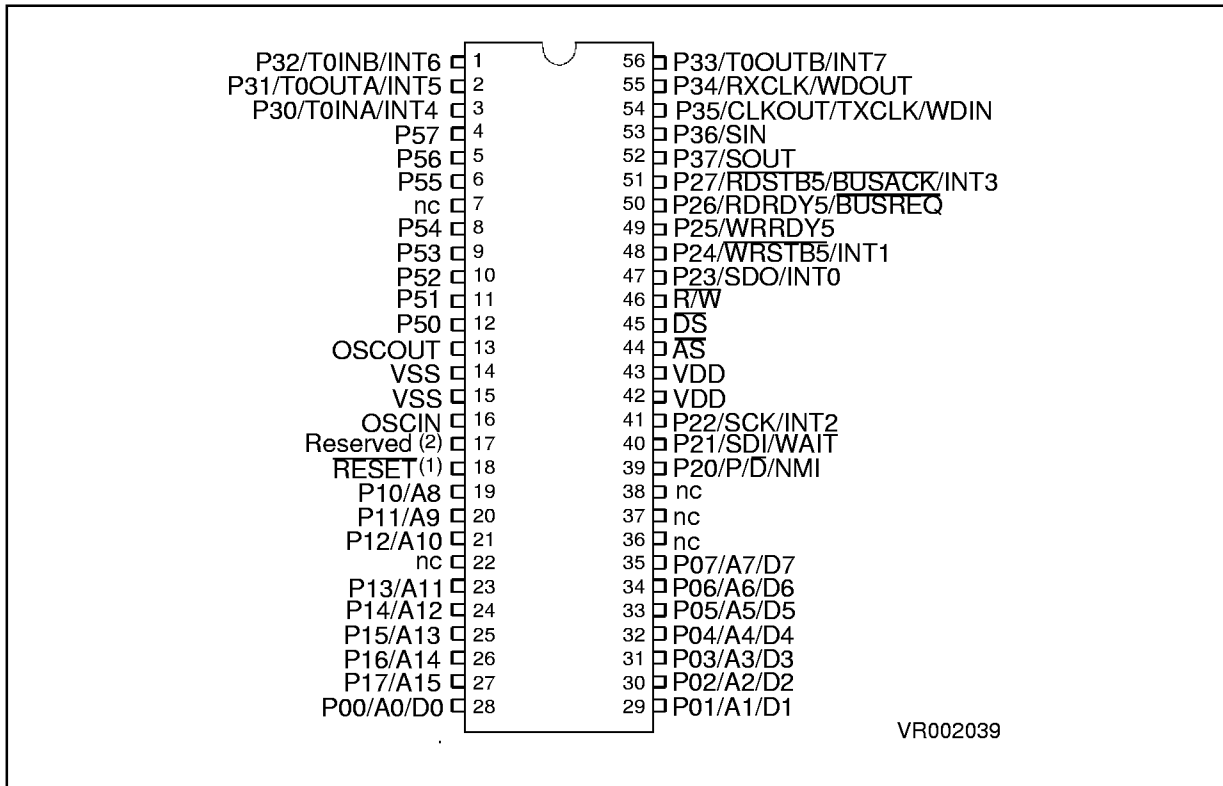 P32/T0INB/INT6 1 56 P33/T0OUTB/INT7
P31/T0OUTA/INT5 2 55 P34/RXCLK/WDOUT
P30/T0INA/INT4 3 54 P35/CLKOUT/TXCLK/WDIN
P57 4 53 P36/SIN
P56 5 52 P37/SOUT
P55 6 51 P27/RDSTB5/BUSACK/INT3
nc 7 50 P26/RDRDY5/BUSREQ
P54 8 49 P25/WRRDY5
P53 9 48 P24/WRSTB5/INT1
P52 10 47 P23/SDO/INT0
P51 11 46 R/W
P50 12 45 DS
OSCOUT 13 44 AS
VSS 14 43 VDD
VSS 15 42 VDD
OSCIN 16 41 P22/SCK/INT2
Reserved (2) 17 40 P21/SDI/WAIT
RESET (1) 18 39 P20/P/D/NMI
P10/A8 19 38 nc
P11/A9 20 37 nc
P12/A10 21 36 nc
nc 22 35 P07/A7/D7
P13/A11 23 34 P06/A6/D6
P14/A12 24 33 P05/A5/D5
P15/A13 25 32 P04/A4/D4
P16/A14 26 31 P03/A3/D3
P17/A15 27 30 P02/A2/D2
P00/A0/D0 28 29 P01/A1/D1
VR002039